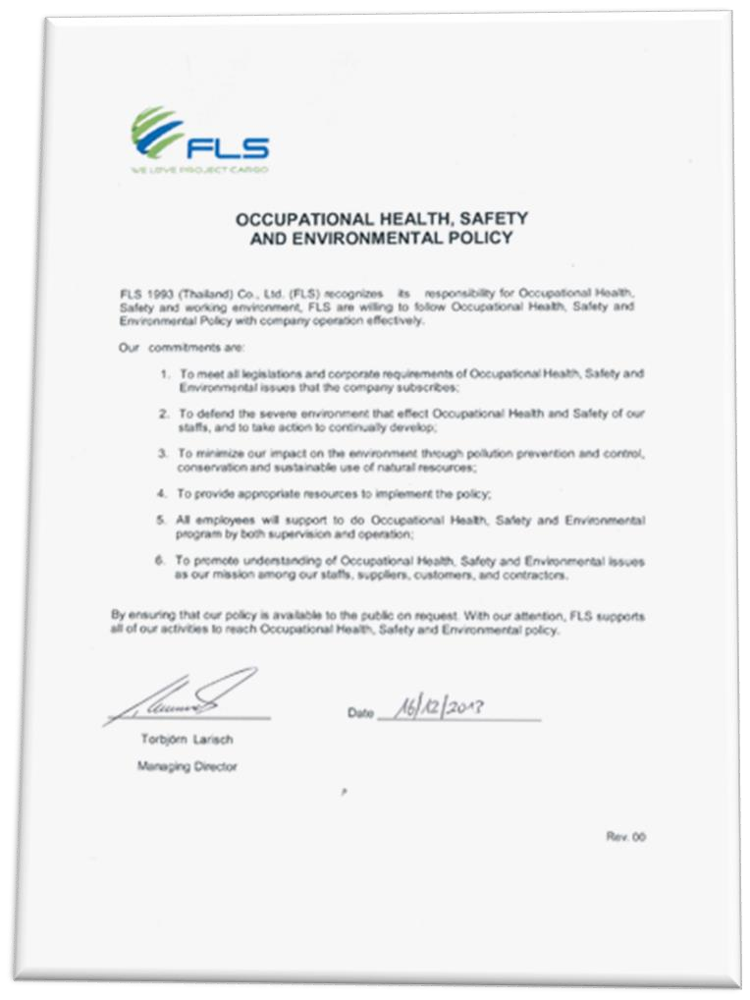 FLS
WE LOVE PROJECT CARGO
OCCUPATIONAL HEALTH, SAFETY
AND ENVIRONMENTAL POLICY
FLS 1993 (Thailand) Co., Ltd. (FLS) recognizes its responsibility for Occupational Health,
Safety and working environment, FLS are willing to follow Occupational Health, Safety and
Environmental Policy with company operation effectively.
Our commitments are:
1. To meet all legislations and corporate requirements of Occupational Health, Safety and
Environmental issues that the company subscribes;
2. To defend the severe environment that effect Occupational Health and Safety of our
staffs, and to take action to continually develop;
3. To minimize our impact on the environment through pollution prevention and control,
conservation and sustainable use of natural resources;
4. To provide appropriate resources to implement the policy;
5. All employees will support to do Occupational Health, Safety and Environmental
program by both supervision and operation;
6. To promote understanding of Occupational Health, Safety and Environmental issues
as our mission among our staffs, suppliers, customers, and contractors.
By ensuring that our policy is available to the public on request. With our attention, FLS supports
all of our activities to reach Occupational Health, Safety and Environmental policy.
Date 16/12/2013
Torbjörn Larisch
Managing Director
Rev. 00